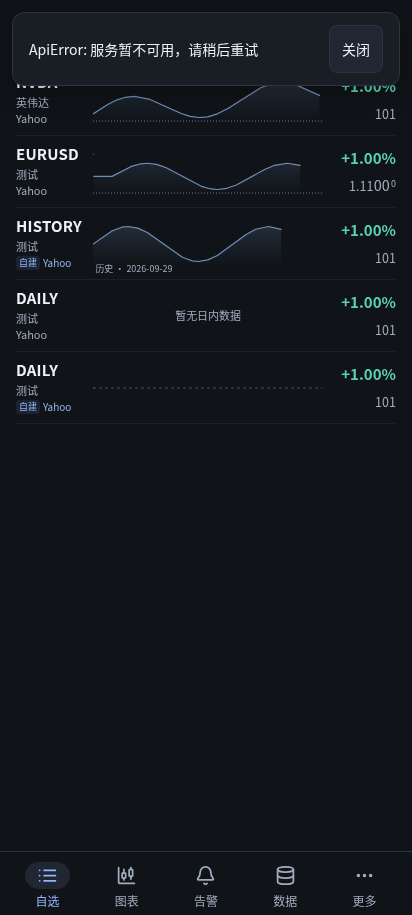 ApiError: 服务暂不可用，请稍后重试
关闭
NVDA
+1.00%
英伟达
Yahoo
101
EURUSD
+1.00%
测试
Yahoo
1.1100⁰
HISTORY
+1.00%
测试
自建 Yahoo
101
历史 · 2026-09-29
DAILY
+1.00%
测试
暂无日内数据
Yahoo
101
DAILY
+1.00%
测试
自建 Yahoo
101
自选
图表
告警
数据
更多